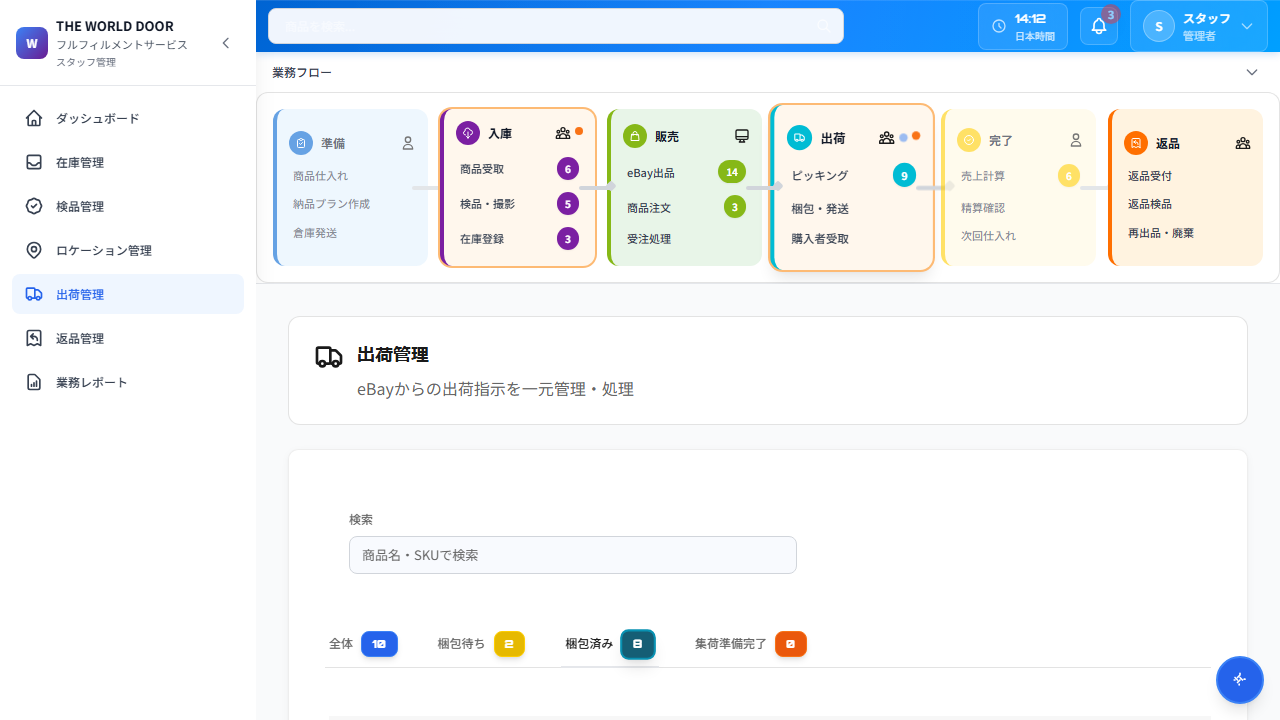 W
THE WORLD DOOR
フルフィルメントサービス
スタッフ管理
商品を検索...
14:12
日本時間
3
S
スタッフ
管理者
ダッシュボード
在庫管理
検品管理
ロケーション管理
出荷管理
返品管理
業務レポート
業務フロー
準備
商品仕入れ
納品プラン作成
倉庫発送
入庫
商品受取 6
検品・撮影 5
在庫登録 3
販売
eBay出品 14
商品注文 3
受注処理
出荷
ピッキング 9
梱包・発送
購入者受取
完了
売上計算 6
精算確認
次回仕入れ
返品
返品受付
返品検品
再出品・廃棄
出荷管理
eBayからの出荷指示を一元管理・処理
検索
商品名・SKUで検索
全体 10 梱包待ち 2 梱包済み 集荷準備完了